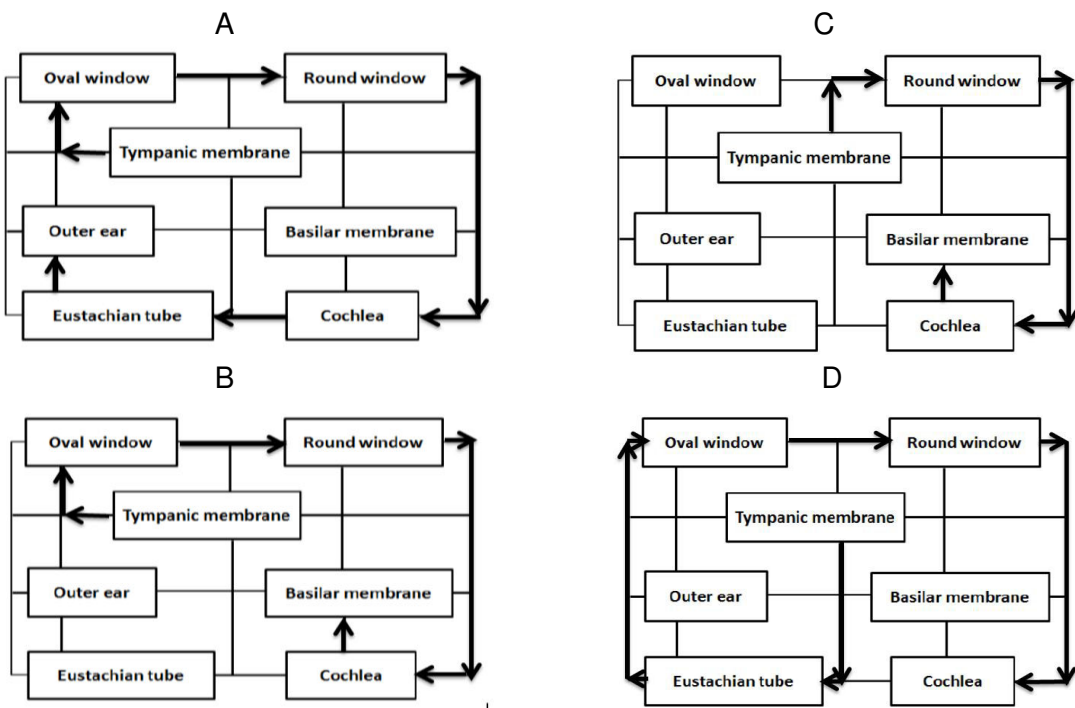 A
Oval window
Round window
Tympanic membrane
Outer ear
Basilar membrane
Eustachian tube
Cochlea
B
Oval window
Round window
Tympanic membrane
Outer ear
Basilar membrane
Eustachian tube
Cochlea
C
Oval window
Round window
Tympanic membrane
Outer ear
Basilar membrane
Eustachian tube
Cochlea
D
Oval window
Round window
Tympanic membrane
Outer ear
Basilar membrane
Eustachian tube
Cochlea